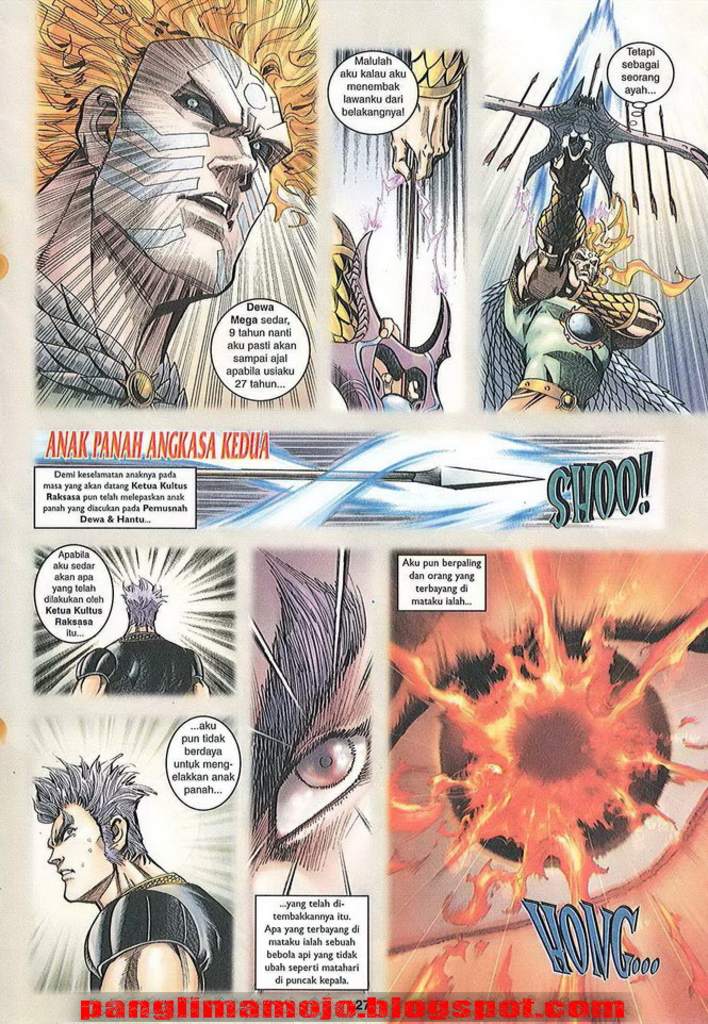 Dewa
Mega sedar,
9 tahun nanti
aku pasti akan
sampai ajal
apabila usiaku
27 tahun...
Malulah
aku kalau aku
menembak
lawanku dari
belakangnya!
Tetapi
sebagai
seorang
ayah...
ANAK PANAH ANGKASA KEDUA
Demi keselamatan anaknya pada
masa yang akan datang Ketua Kultus
Raksasa pun telah melepaskan anak
panah yang diacukan pada Pemusnah
Dewa & Hantu...
SHOO!
Apabila
aku sedar
akan apa
yang telah
dilakukan oleh
Ketua Kultus
Raksasa
itu...
...aku
pun tidak
berdaya
untuk meng-
elakkan anak
panah...
...yang telah di-
tembakkannya itu.
Apa yang terbayang di
mataku ialah sebuah
bebola api yang tidak
ubah seperti matahari
di puncak kepala.
Aku pun berpaling
dan orang yang
terbayang di
mataku ialah...
HONG...
27
panglimamojo.blogspot.com